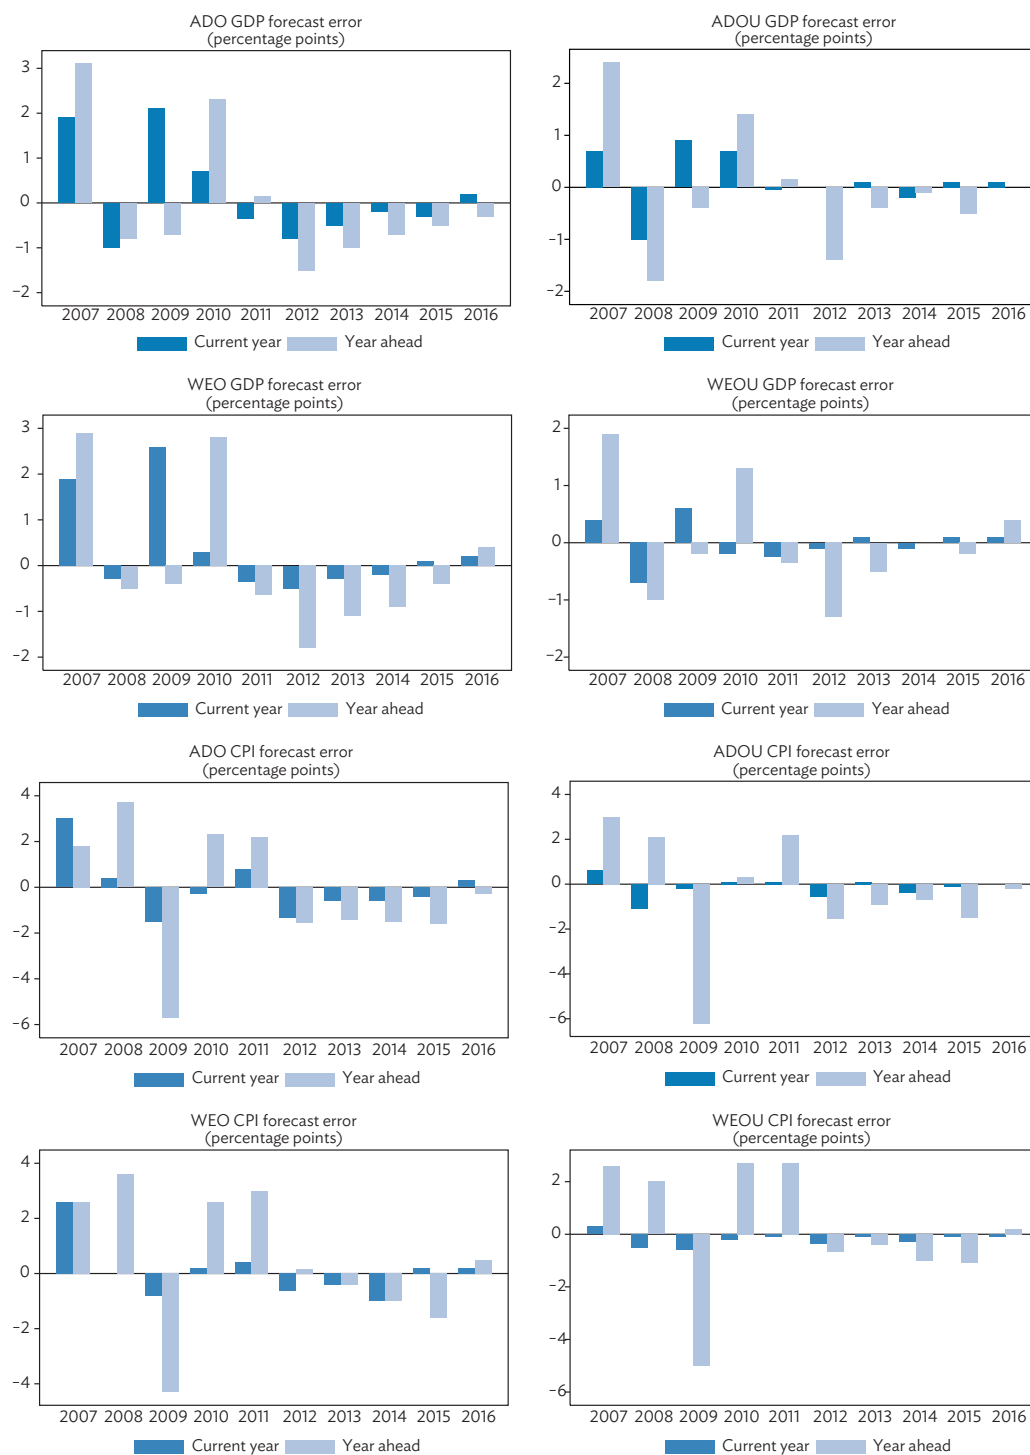 ADO GDP forecast error
(percentage points)
3
2
1
0
−1
−2
2007 2008 2009 2010 2011 2012 2013 2014 2015 2016
Current year Year ahead
ADOU GDP forecast error
(percentage points)
2
1
0
−1
−2
2007 2008 2009 2010 2011 2012 2013 2014 2015 2016
Current year Year ahead
WEO GDP forecast error
(percentage points)
3
2
1
0
−1
−2
2007 2008 2009 2010 2011 2012 2013 2014 2015 2016
Current year Year ahead
WEOU GDP forecast error
(percentage points)
2
1
0
−1
−2
2007 2008 2009 2010 2011 2012 2013 2014 2015 2016
Current year Year ahead
ADO CPI forecast error
(percentage points)
4
2
0
−2
−4
−6
2007 2008 2009 2010 2011 2012 2013 2014 2015 2016
Current year Year ahead
ADOU CPI forecast error
(percentage points)
4
2
0
−2
−4
−6
2007 2008 2009 2010 2011 2012 2013 2014 2015 2016
Current year Year ahead
WEO CPI forecast error
(percentage points)
4
2
0
−2
−4
2007 2008 2009 2010 2011 2012 2013 2014 2015 2016
Current year Year ahead
WEOU CPI forecast error
(percentage points)
2
0
−2
−4
−6
2007 2008 2009 2010 2011 2012 2013 2014 2015 2016
Current year Year ahead